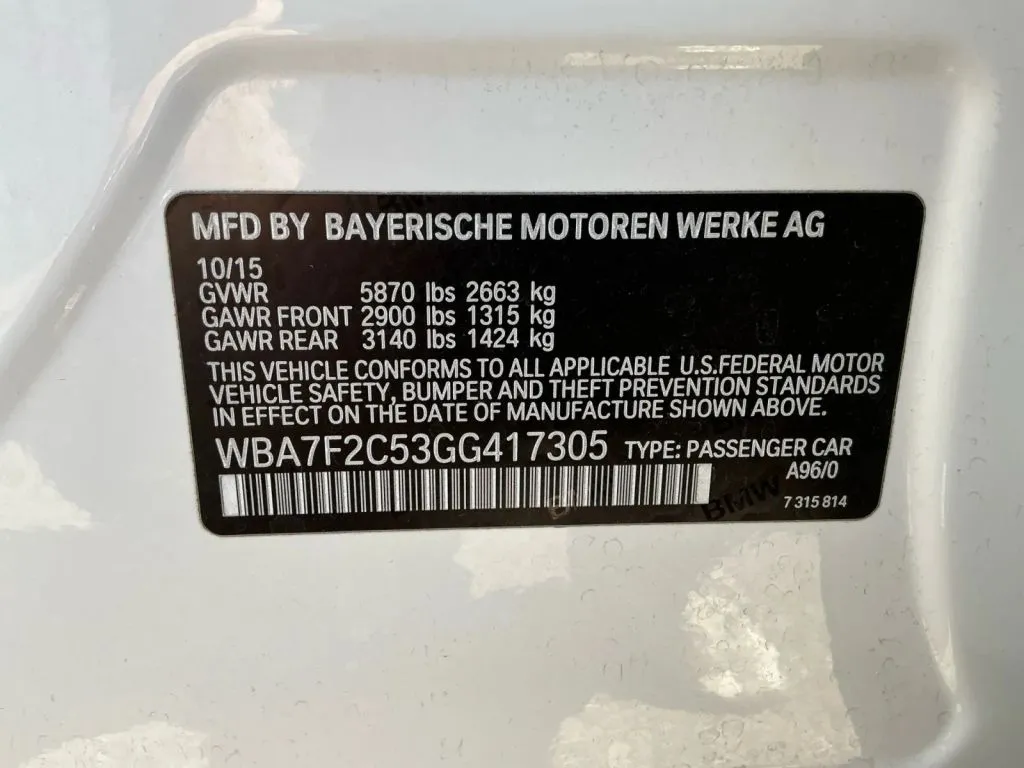 MFD BY BAYERISCHE MOTOREN WERKE AG
10/15
GVWR 5870 lbs 2663 kg
GAWR FRONT 2900 lbs 1315 kg
GAWR REAR 3140 lbs 1424 kg
THIS VEHICLE CONFORMS TO ALL APPLICABLE U.S.FEDERAL MOTOR
VEHICLE SAFETY, BUMPER AND THEFT PREVENTION STANDARDS
IN EFFECT ON THE DATE OF MANUFACTURE SHOWN ABOVE.
WBA7F2C53GG417305 TYPE: PASSENGER CAR
A96/0
BMW
7 315 814